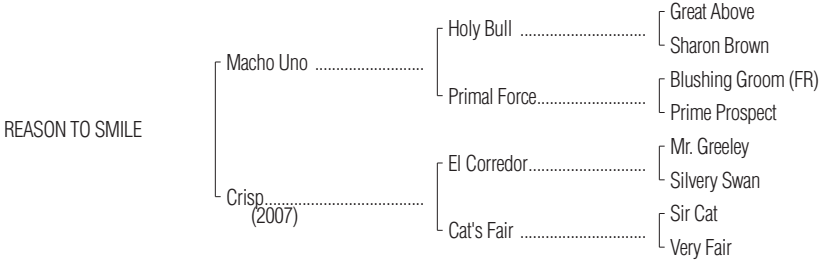 Great Above
Holy Bull ..............................
Sharon Brown
Macho Uno ..........................
Blushing Groom (FR)
Primal Force..........................
Prime Prospect
REASON TO SMILE
Mr. Greeley
El Corredor............................
Silvery Swan
Crisp......................................
(2007)
Sir Cat
Cat's Fair ..............................
Very Fair